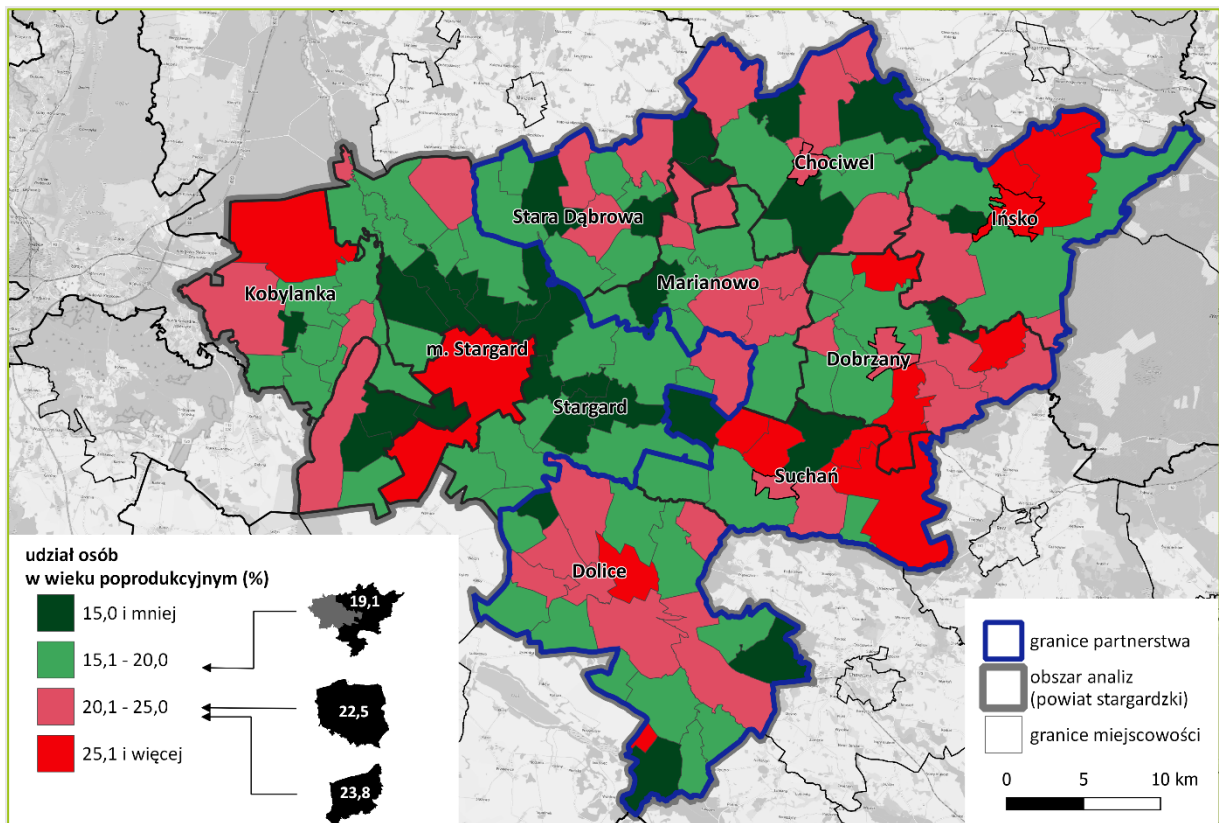 Chociwel
Ińsko
Stara Dąbrowa
Marianowo
Kobylanka
m. Stargard
Dobrzany
Stargard
Suchań
Dolice
udział osób
w wieku poprodukcyjnym (%)
15,0 i mniej
15,1 - 20,0
20,1 - 25,0
25,1 i więcej
19,1
22,5
23,8
granice partnerstwa
obszar analiz
(powiat stargardzki)
granice miejscowości
0 5 10 km